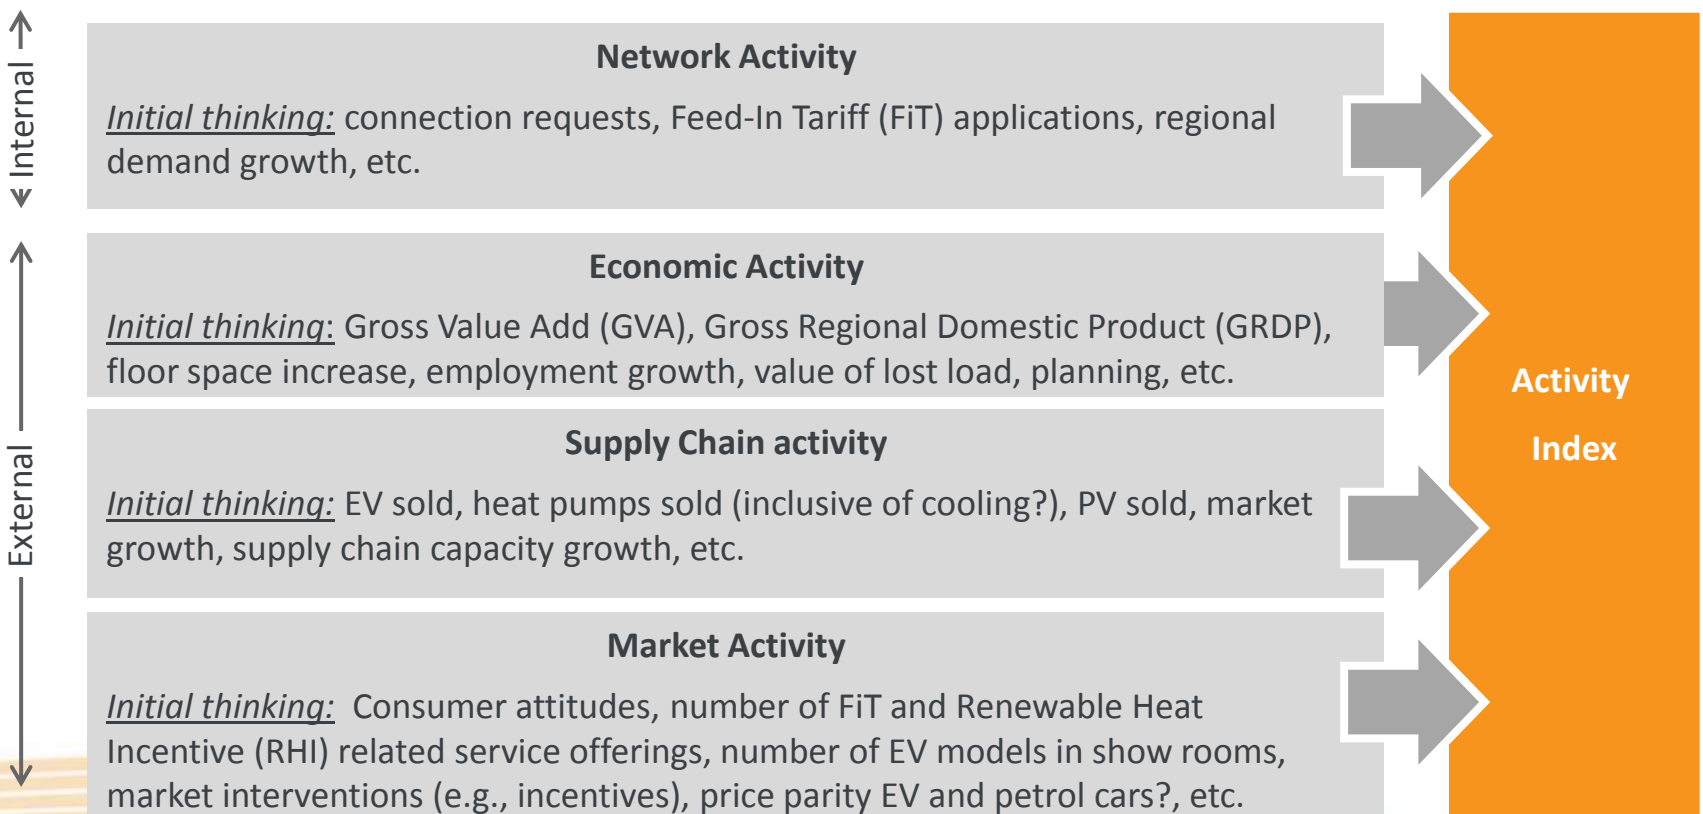 Internal
Network Activity
Initial thinking: connection requests, Feed-In Tariff (FiT) applications, regional
demand growth, etc.
External
Economic Activity
Initial thinking: Gross Value Add (GVA), Gross Regional Domestic Product (GRDP),
floor space increase, employment growth, value of lost load, planning, etc.
Supply Chain activity
Initial thinking: EV sold, heat pumps sold (inclusive of cooling?), PV sold, market
growth, supply chain capacity growth, etc.
Market Activity
Initial thinking: Consumer attitudes, number of FiT and Renewable Heat
Incentive (RHI) related service offerings, number of EV models in show rooms,
market interventions (e.g., incentives), price parity EV and petrol cars?, etc.
Activity
Index